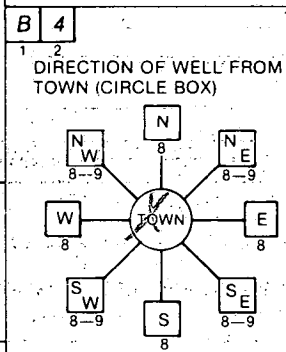 B 4
1 2
DIRECTION OF WELL FROM
TOWN (CIRCLE BOX)
N
8
N W
8-9
N E
8-9
W
8
TOWN
E
8
S W
8-9
S E
8-9
S
8